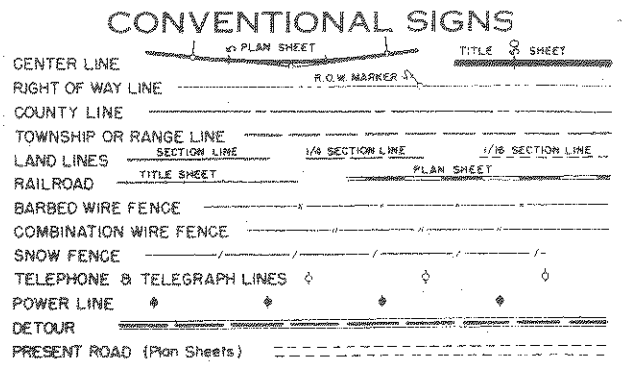 CONVENTIONAL SIGNS
5 PLAN SHEET
TITLE 50 SHEET
CENTER LINE
RIGHT OF WAY LINE R.O.W. MARKER
COUNTY LINE
TOWNSHIP OR RANGE LINE
LAND LINES SECTION LINE 1/4 SECTION LINE 1/16 SECTION LINE
RAILROAD TITLE SHEET PLAN SHEET
BARBED WIRE FENCE
COMBINATION WIRE FENCE
SNOW FENCE
TELEPHONE & TELEGRAPH LINES
POWER LINE
DETOUR
PRESENT ROAD (Plan Sheets)